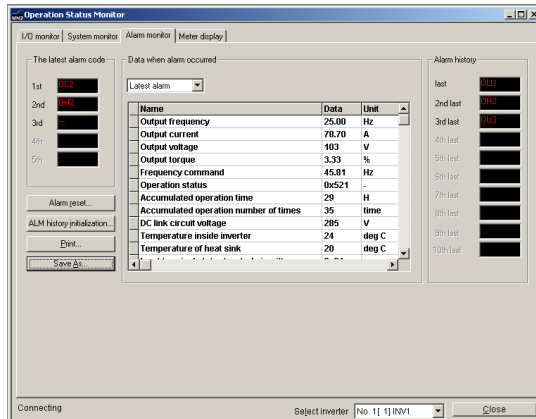 Operation Status Monitor
I/O monitor System monitor Alarm monitor Meter display
The latest alarm code
1st OC2
2nd OH2
3rd ---
4th
5th
Alarm reset...
ALM history initialization...
Print...
Save As...
Data when alarm occurred
Latest alarm
Name Data Unit
Output frequency 25.00 Hz
Output current 78.70 A
Output voltage 103 V
Output torque 3.33 %
Frequency command 45.81 Hz
Operation status 0x521 -
Accumulated operation time 29 H
Accumulated operation number of times 35 time
DC link circuit voltage 285 V
Temperature inside inverter 24 deg C
Temperature of heat sink 20 deg C
Alarm history
last OLU
2nd last OH2
3rd last OU3
4th last
5th last
6th last
7th last
8th last
9th last
10th last
Connecting
Select inverter No. 1[ 1] INV1
Close